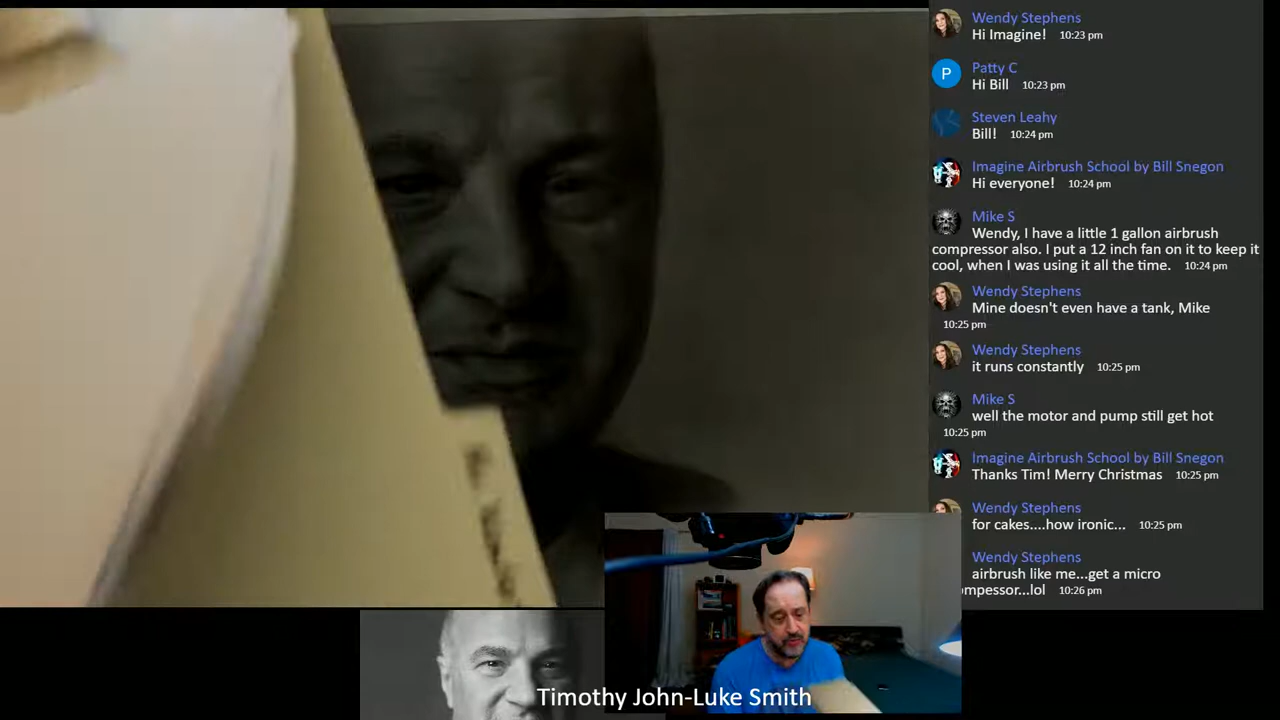 Wendy Stephens
Hi Imagine! 10:23 pm
P
Patty C
Hi Bill 10:23 pm
Steven Leahy
Bill! 10:24 pm
Imagine Airbrush School by Bill Snegon
Hi everyone! 10:24 pm
Mike S
Wendy, I have a little 1 gallon airbrush
compressor also. I put a 12 inch fan on it to keep it
cool, when I was using it all the time. 10:24 pm
Wendy Stephens
Mine doesn't even have a tank, Mike
10:25 pm
Wendy Stephens
it runs constantly 10:25 pm
Mike S
well the motor and pump still get hot
10:25 pm
Imagine Airbrush School by Bill Snegon
Thanks Tim! Merry Christmas 10:25 pm
Wendy Stephens
for cakes....how ironic... 10:25 pm
Wendy Stephens
airbrush like me...get a micro
ompessor...lol 10:26 pm
Timothy John-Luke Smith